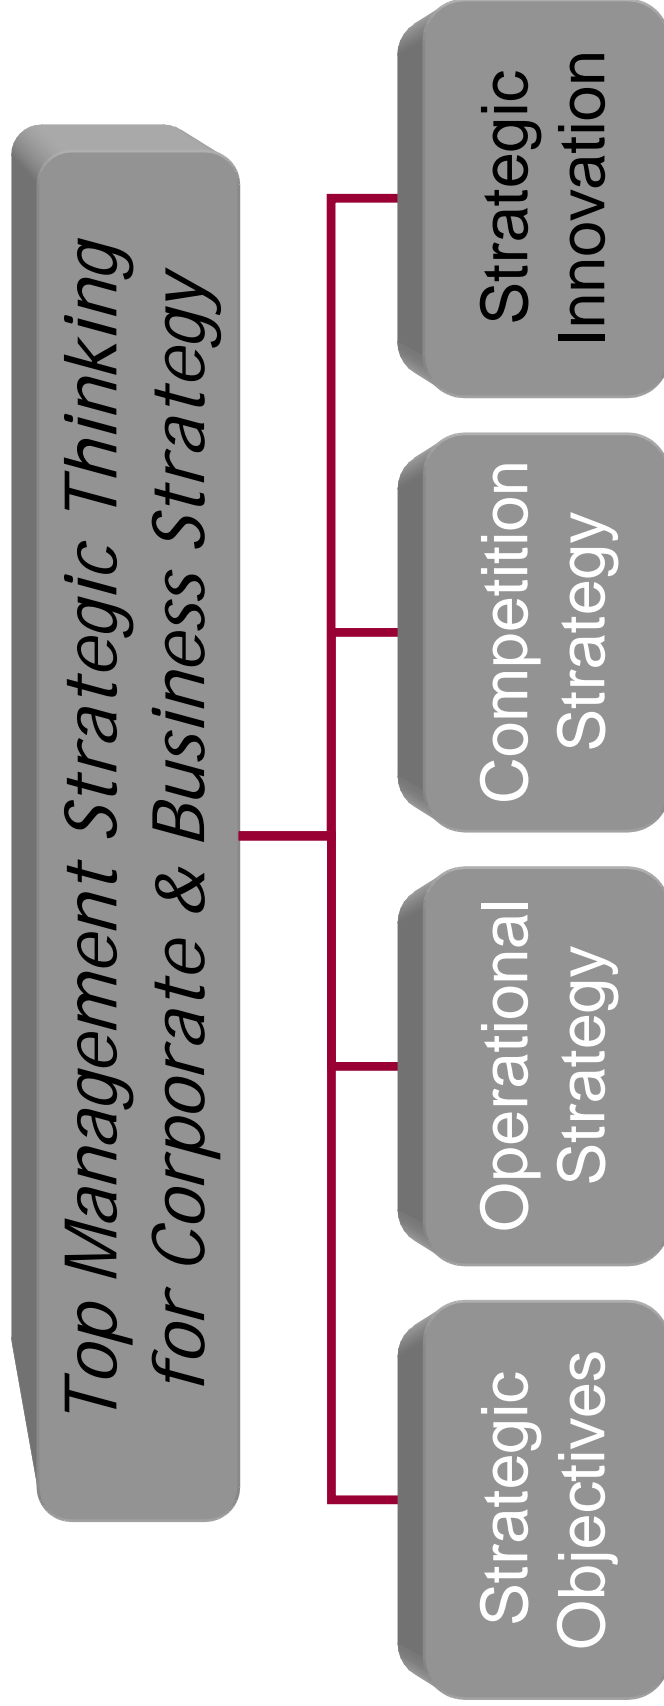 Top Management Strategic Thinking
for Corporate & Business Strategy
Strategic
Objectives
Operational
Strategy
Competition
Strategy
Strategic
Innovation